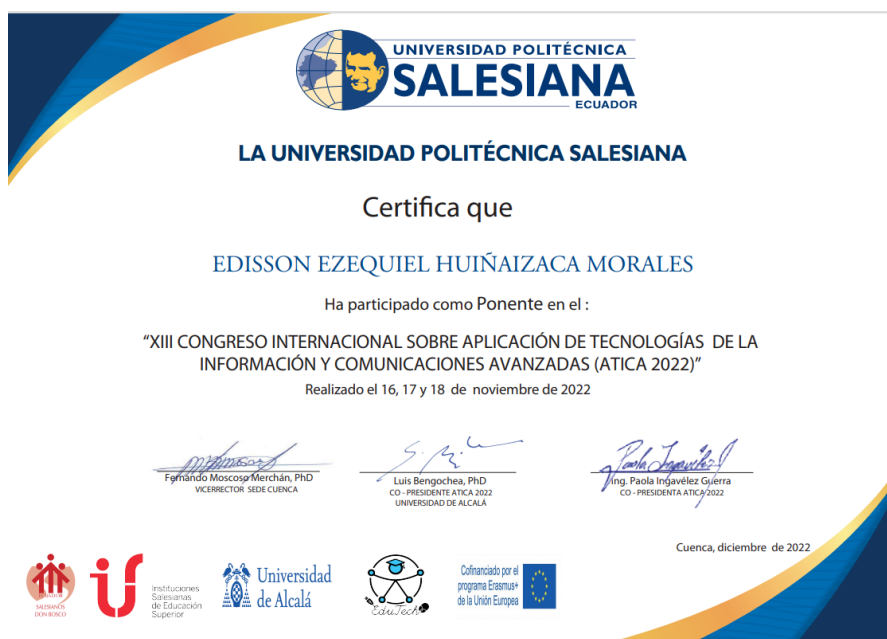 UNIVERSIDAD POLITÉCNICA
SALESIANA
ECUADOR
LA UNIVERSIDAD POLITÉCNICA SALESIANA
Certifica que
EDISSON EZEQUIEL HUIÑAIZACA MORALES
Ha participado como Ponente en el :
“XIII CONGRESO INTERNACIONAL SOBRE APLICACIÓN DE TECNOLOGÍAS DE LA
INFORMACIÓN Y COMUNICACIONES AVANZADAS (ATICA 2022)”
Realizado el 16, 17 y 18 de noviembre de 2022
Fernando Moscoso Merchán, PhD
VICERRECTOR SEDE CUENCA
Luis Bengochea, PhD
CO - PRESIDENTE ATICA 2022
UNIVERSIDAD DE ALCALÁ
Ing. Paola Ingavélez Guerra
CO - PRESIDENTA ATICA 2022
Cuenca, diciembre de 2022
SALESIANOS
DON BOSCO
Instituciones
Salesianas
de Educación
Superior
Universidad
de Alcalá
EduTech
Cofinanciado por el
programa Erasmus+
de la Unión Europea